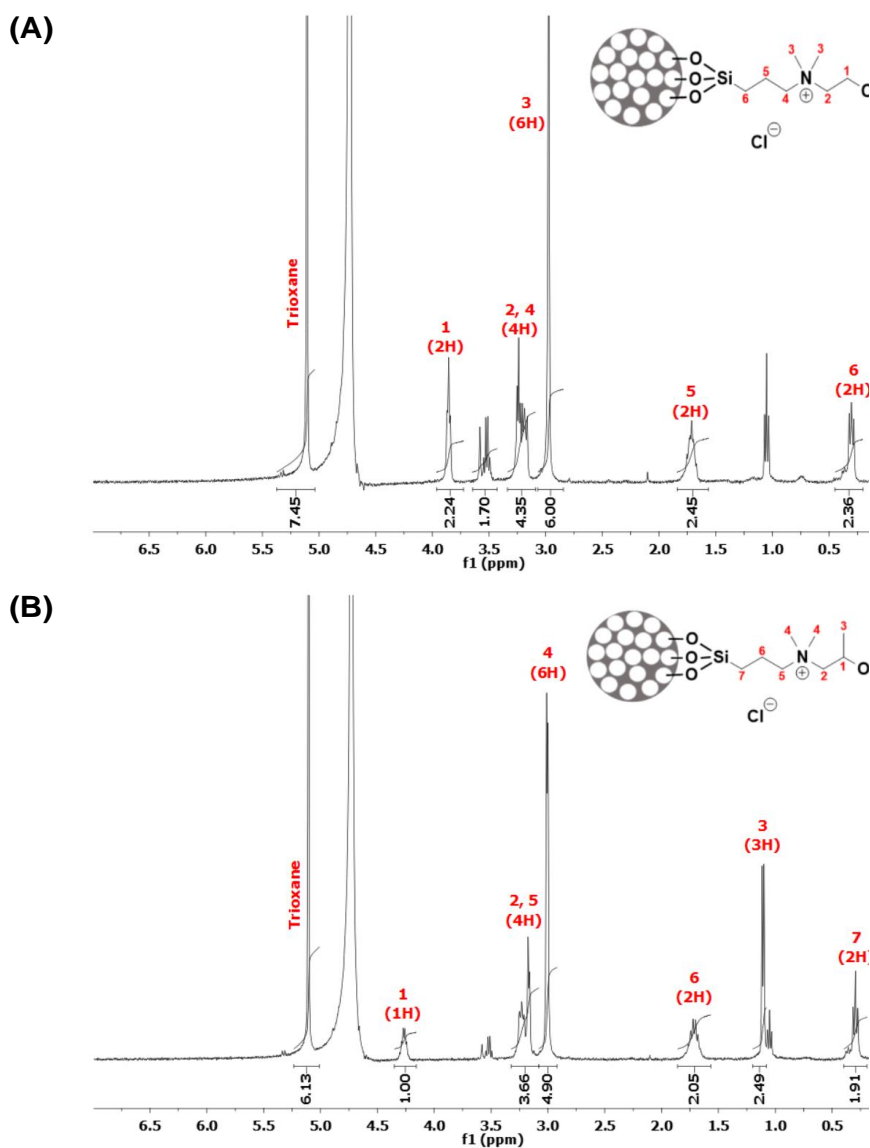 (A)
O
O
O
Si
6
5
4
3
3
N
⊕
2
1
O
Cl⊖
3
(6H)
Trioxane
1
(2H)
2, 4
(4H)
5
(2H)
6
(2H)
7.45
2.24
1.70
4.35
6.00
2.45
2.36
6.5 6.0 5.5 5.0 4.5 4.0 3.5 3.0 2.5 2.0 1.5 1.0 0.5
f1 (ppm)
(B)
O
O
O
Si
7
6
5
4
4
N
⊕
2
3
1
O
Cl⊖
4
(6H)
Trioxane
1
(1H)
2, 5
(4H)
6
(2H)
3
(3H)
7
(2H)
6.13
1.00
3.66
4.90
2.05
2.49
1.91
6.5 6.0 5.5 5.0 4.5 4.0 3.5 3.0 2.5 2.0 1.5 1.0 0.5
f1 (ppm)